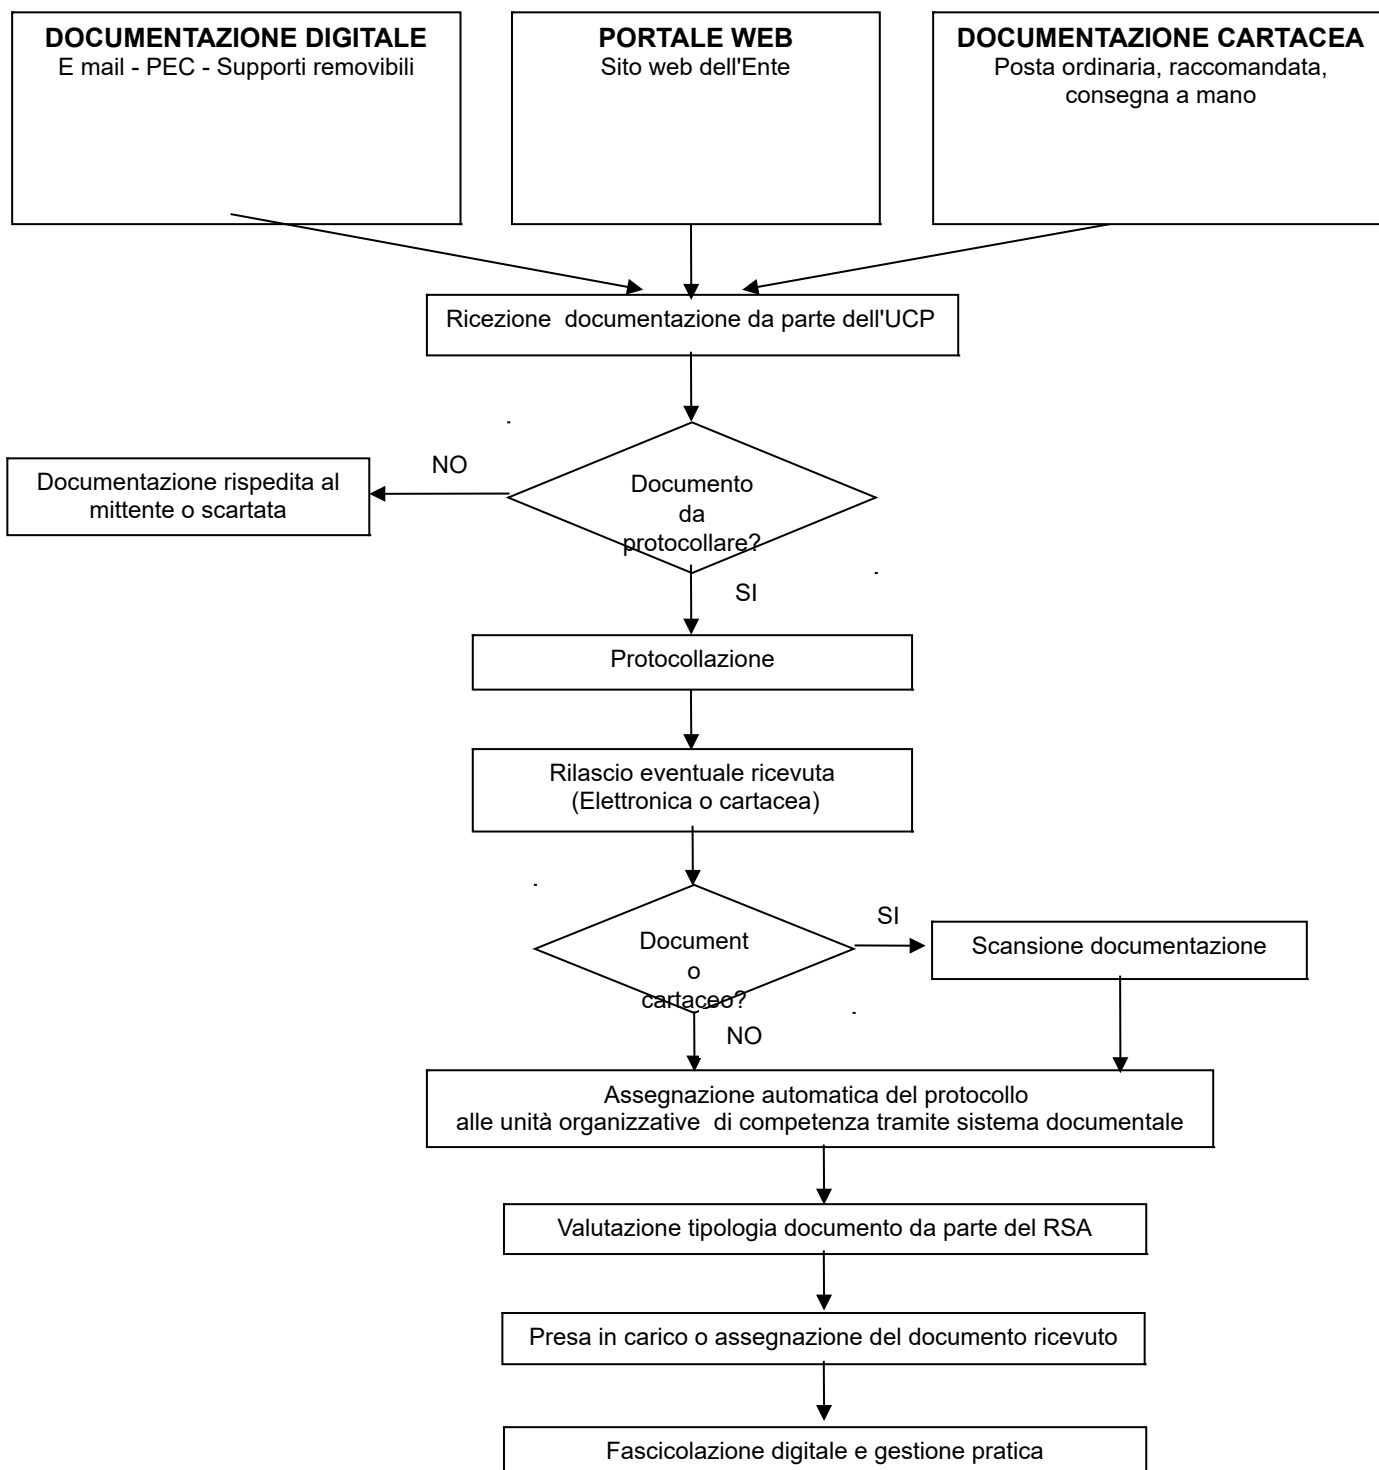 DOCUMENTAZIONE DIGITALE
E mail - PEC - Supporti removibili
PORTALE WEB
Sito web dell'Ente
DOCUMENTAZIONE CARTACEA
Posta ordinaria, raccomandata,
consegna a mano
Ricezione  documentazione da parte dell'UCP
NO
Documentazione rispedita al
mittente o scartata
Documento
da
protocollare?
SI
Protocollazione
Rilascio eventuale ricevuta
(Elettronica o cartacea)
Document
o
cartaceo?
SI
Scansione documentazione
NO
Assegnazione automatica del protocollo
alle unità organizzative  di competenza tramite sistema documentale
Valutazione tipologia documento da parte del RSA
Presa in carico o assegnazione del documento ricevuto
Fascicolazione digitale e gestione pratica